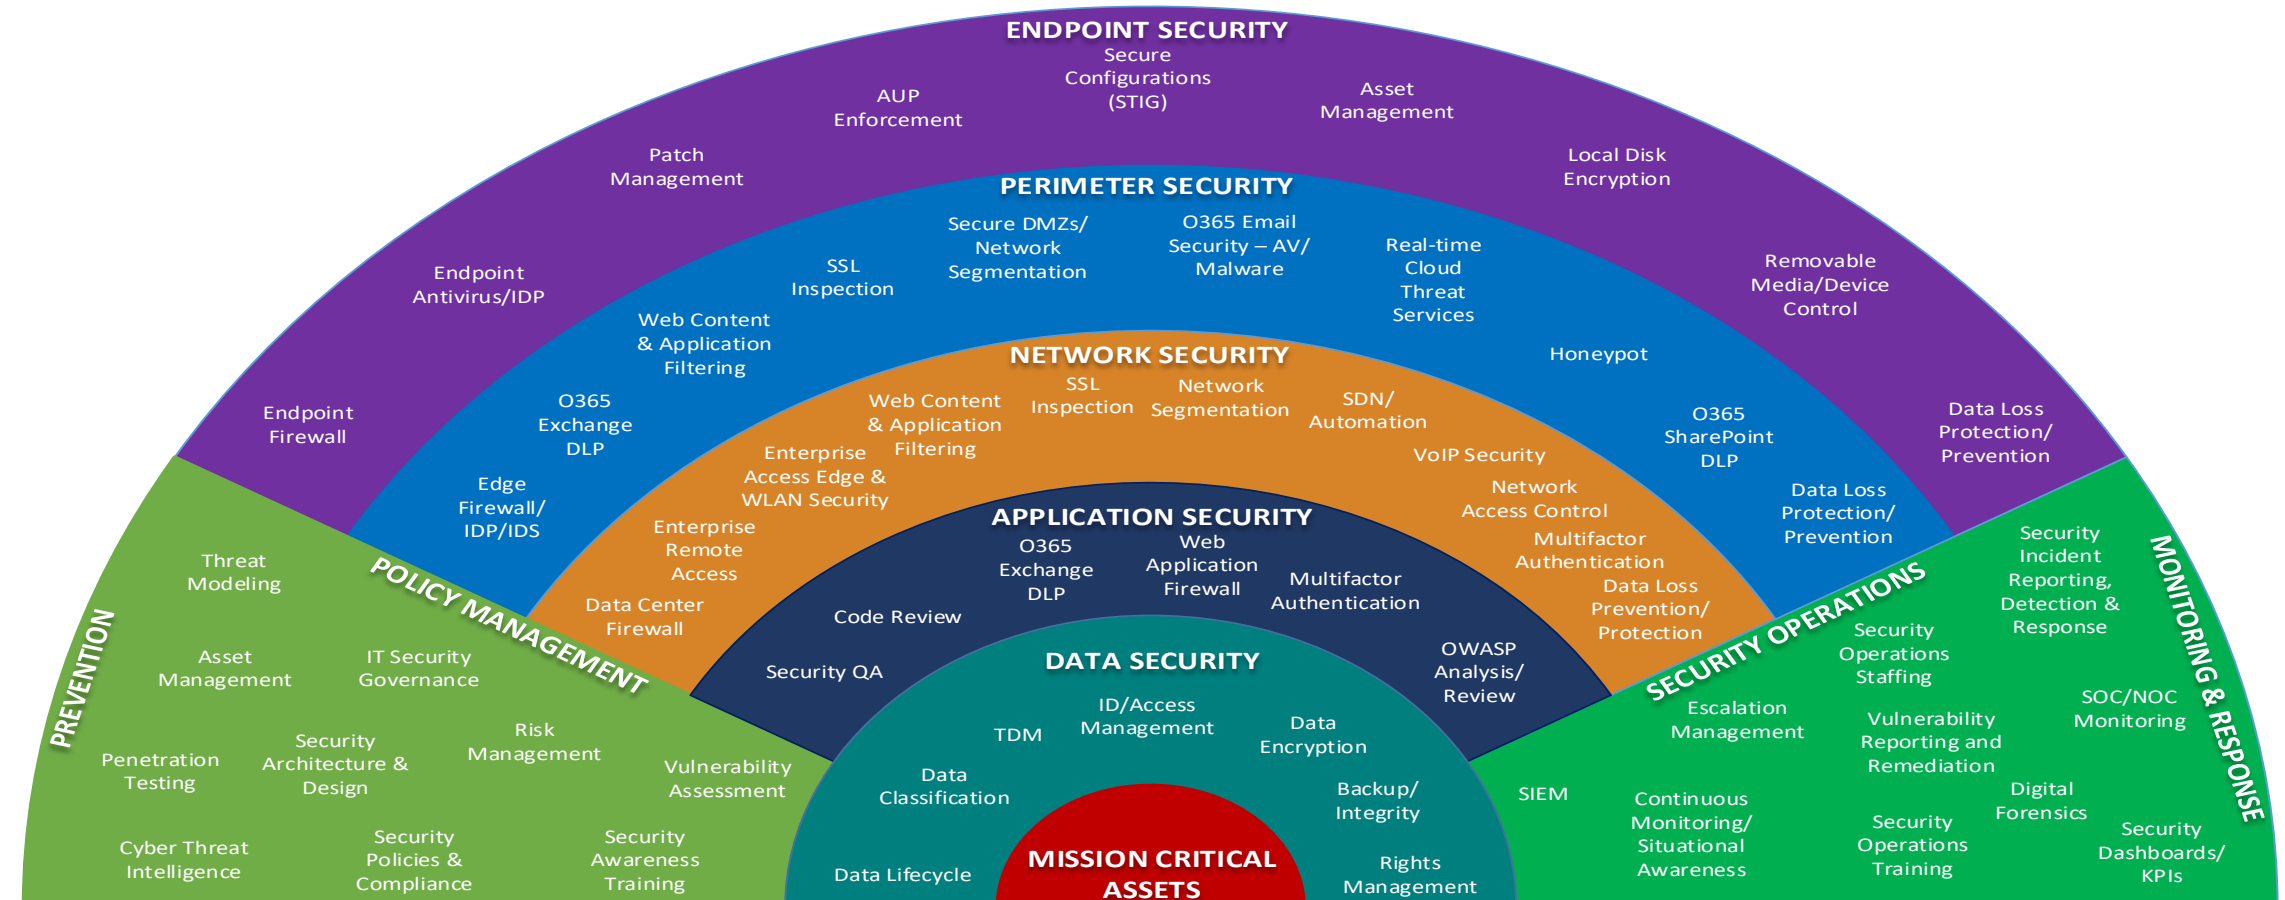 ENDPOINT SECURITY
Secure
Configurations
(STIG)
AUP
Enforcement
Asset
Management
Patch
Management
Local Disk
Encryption
Endpoint
Antivirus/IDP
Removable
Media/Device
Control
Endpoint
Firewall
Data Loss
Protection/
Prevention
PERIMETER SECURITY
Secure DMZs/
Network
Segmentation
O365 Email
Security – AV/
Malware
SSL
Inspection
Real-time
Cloud
Threat
Services
Web Content
& Application
Filtering
Honeypot
O365
Exchange
DLP
O365
SharePoint
DLP
Edge
Firewall/
IDP/IDS
Data Loss
Protection/
Prevention
NETWORK SECURITY
SSL
Inspection
Network
Segmentation
Web Content
& Application
Filtering
SDN/
Automation
Enterprise
Access Edge &
WLAN Security
VoIP Security
Network
Access Control
Enterprise
Remote
Access
Multifactor
Authentication
Data Center
Firewall
Data Loss
Prevention/
Protection
APPLICATION SECURITY
O365
Exchange
DLP
Web
Application
Firewall
Multifactor
Authentication
Code Review
Security QA
OWASP
Analysis/
Review
DATA SECURITY
ID/Access
Management
TDM
Data
Encryption
Data
Classification
Backup/
Integrity
Data Lifecycle
Rights
Management
MISSION CRITICAL
ASSETS
PREVENTION
POLICY MANAGEMENT
Threat
Modeling
Asset
Management
IT Security
Governance
Penetration
Testing
Security
Architecture &
Design
Risk
Management
Vulnerability
Assessment
Cyber Threat
Intelligence
Security
Policies &
Compliance
Security
Awareness
Training
SECURITY OPERATIONS
MONITORING & RESPONSE
Security
Incident
Reporting,
Detection &
Response
Security
Operations
Staffing
Escalation
Management
SOC/NOC
Monitoring
Vulnerability
Reporting and
Remediation
SIEM
Continuous
Monitoring/
Situational
Awareness
Digital
Forensics
Security
Operations
Training
Security
Dashboards/
KPIs